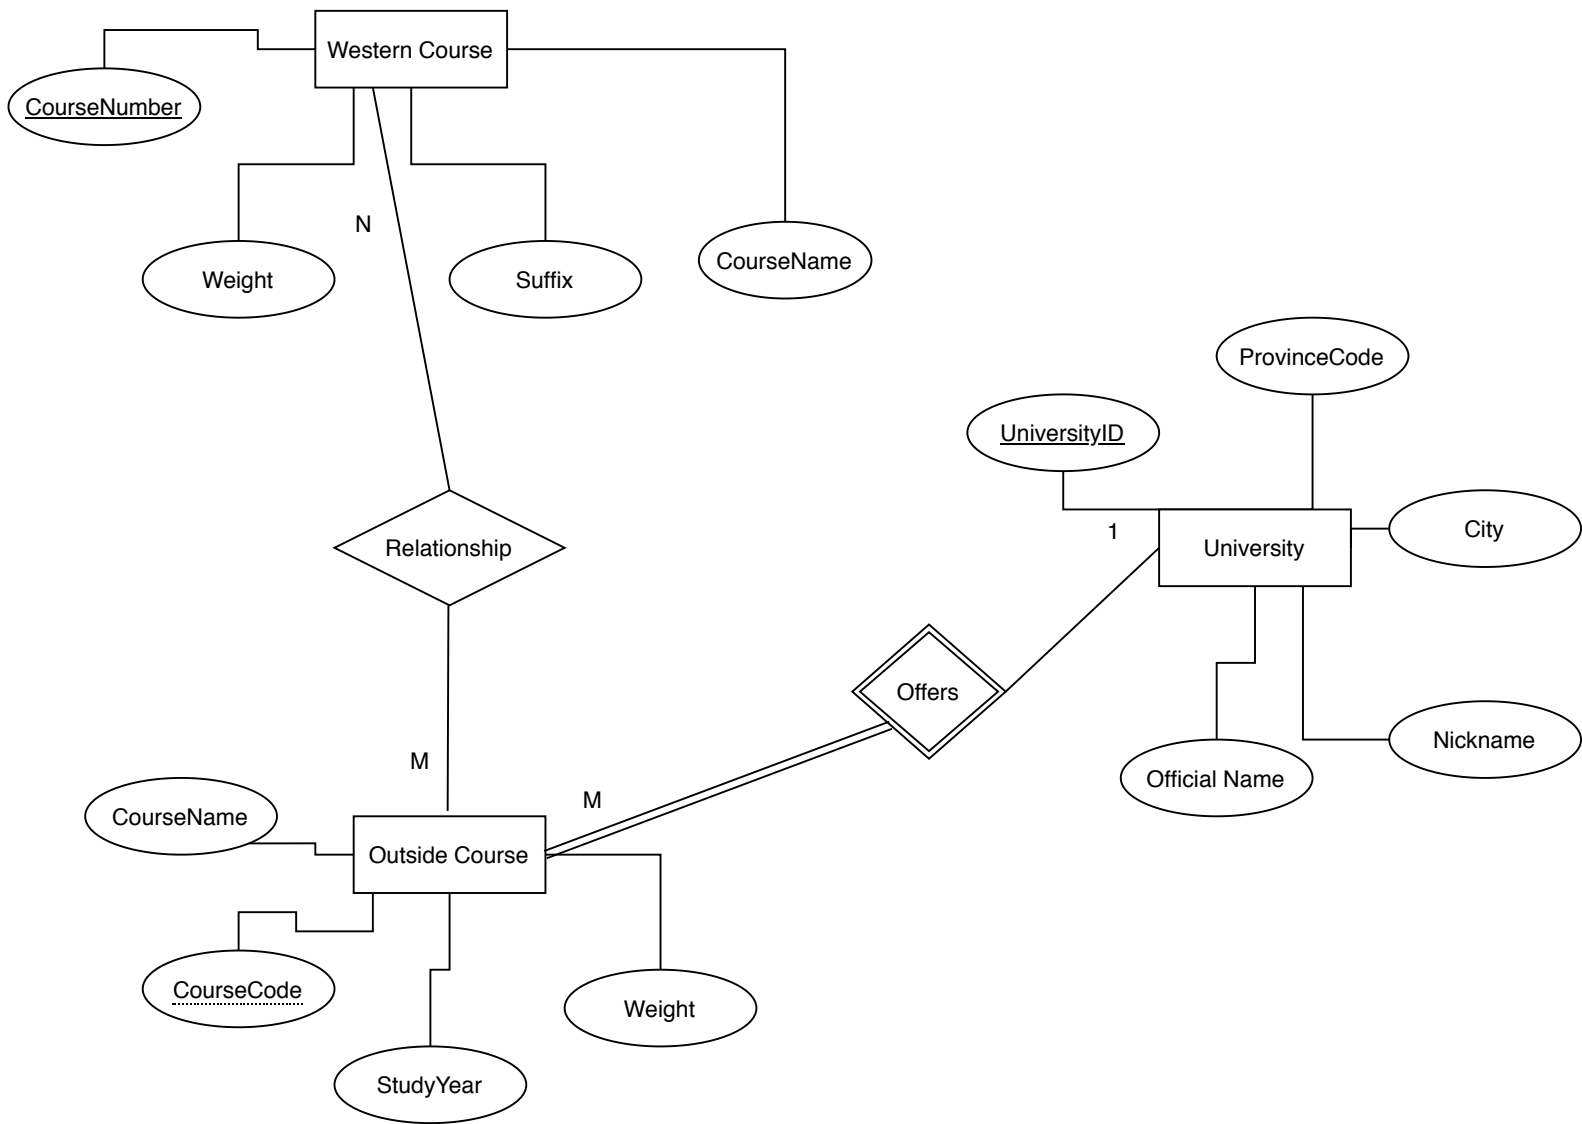 Western Course
CourseNumber
N
Weight
Suffix
CourseName
ProvinceCode
UniversityID
1
University
City
Relationship
Offers
Nickname
Official Name
M
M
CourseName
Outside Course
CourseCode
Weight
StudyYear